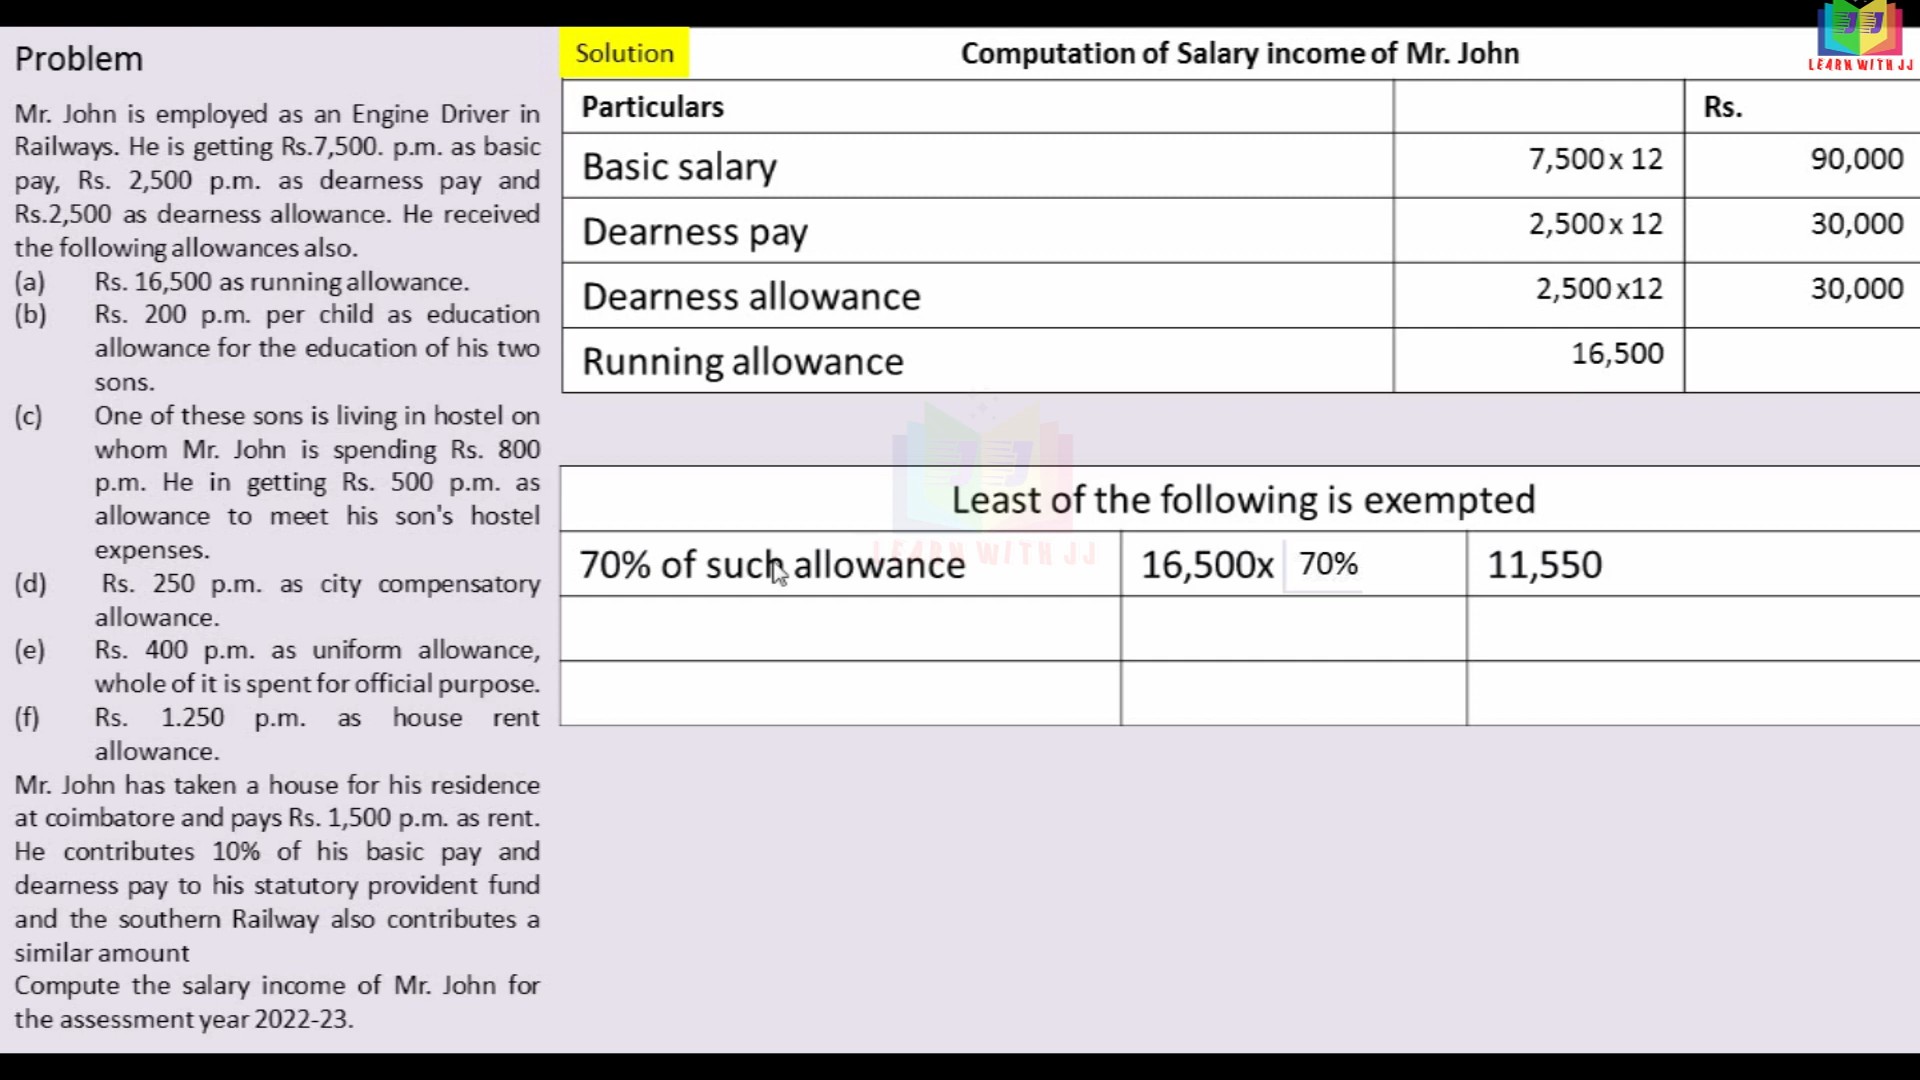 Problem
Mr. John is employed as an Engine Driver in
Railways. He is getting Rs.7,500. p.m. as basic
pay, Rs. 2,500 p.m. as dearness pay and
Rs.2,500 as dearness allowance. He received
the following allowances also.
(a) Rs. 16,500 as running allowance.
(b) Rs. 200 p.m. per child as education
allowance for the education of his two
sons.
(c) One of these sons is living in hostel on
whom Mr. John is spending Rs. 800
p.m. He in getting Rs. 500 p.m. as
allowance to meet his son's hostel
expenses.
(d) Rs. 250 p.m. as city compensatory
allowance.
(e) Rs. 400 p.m. as uniform allowance,
whole of it is spent for official purpose.
(f) Rs. 1.250 p.m. as house rent
allowance.
Mr. John has taken a house for his residence
at coimbatore and pays Rs. 1,500 p.m. as rent.
He contributes 10% of his basic pay and
dearness pay to his statutory provident fund
and the southern Railway also contributes a
similar amount
Compute the salary income of Mr. John for
the assessment year 2022-23.
Solution Computation of Salary income of Mr. John
JJ
LEARN WITH JJ
Particulars Rs.
Basic salary 7,500 x 12 90,000
Dearness pay 2,500 x 12 30,000
Dearness allowance 2,500 x12 30,000
Running allowance 16,500
JJ
LEARN WITH JJ
Least of the following is exempted
70% of such allowance 16,500x 70% 11,550